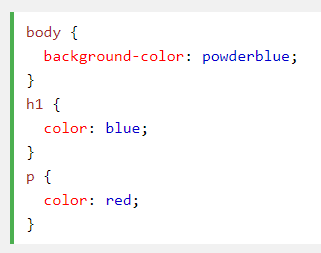 body {
  background-color: powderblue;
}
h1 {
  color: blue;
}
p {
  color: red;
}